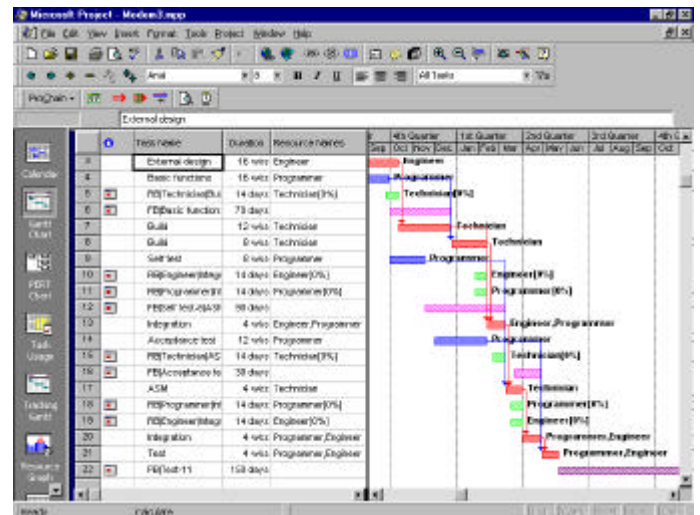 Microsoft Project - Modem3.mpp
File Edit View Insert Format Tools Project Window Help
Arial 8 B I U All Tasks
ProChain
External design
Task Name Duration Resource Names
4th Quarter 1st Quarter 2nd Quarter 3rd Quarter
Sep Oct Nov Dec Jan Feb Mar Apr May Jun Jul Aug Sep Oct
3 External design 16 wks Engineer Engineer
4 Basic functions 16 wks Programmer Programmer
5 14 days Technician[0%] Technician[0%]
6 70 days
7 Build 12 wks Technician Technician
8 Build 8 wks Technician Technician
9 Self test 8 wks Programmer Programmer
10 14 days Engineer[0%] Engineer[0%]
11 14 days Programmer[0%] Programmer[0%]
12 90 days
13 Integration 4 wks Engineer,Programmer Engineer,Programmer
14 Acceptance test 12 wks Programmer Programmer
15 14 days Technician[0%] Technician[0%]
16 30 days
17 ASM 4 wks Technician Technician
18 14 days Programmer[0%] Programmer[0%]
19 14 days Engineer[0%] Engineer[0%]
20 Integration 4 wks Programmer,Engineer Programmer,Engineer
21 Test 4 wks Programmer,Engineer Programmer,Engineer
22 PB|Test-11 150 days
Calendar
Gantt
Chart
PERT
Chart
Task
Usage
Tracking
Gantt
Resource
Graph
Ready Calculate